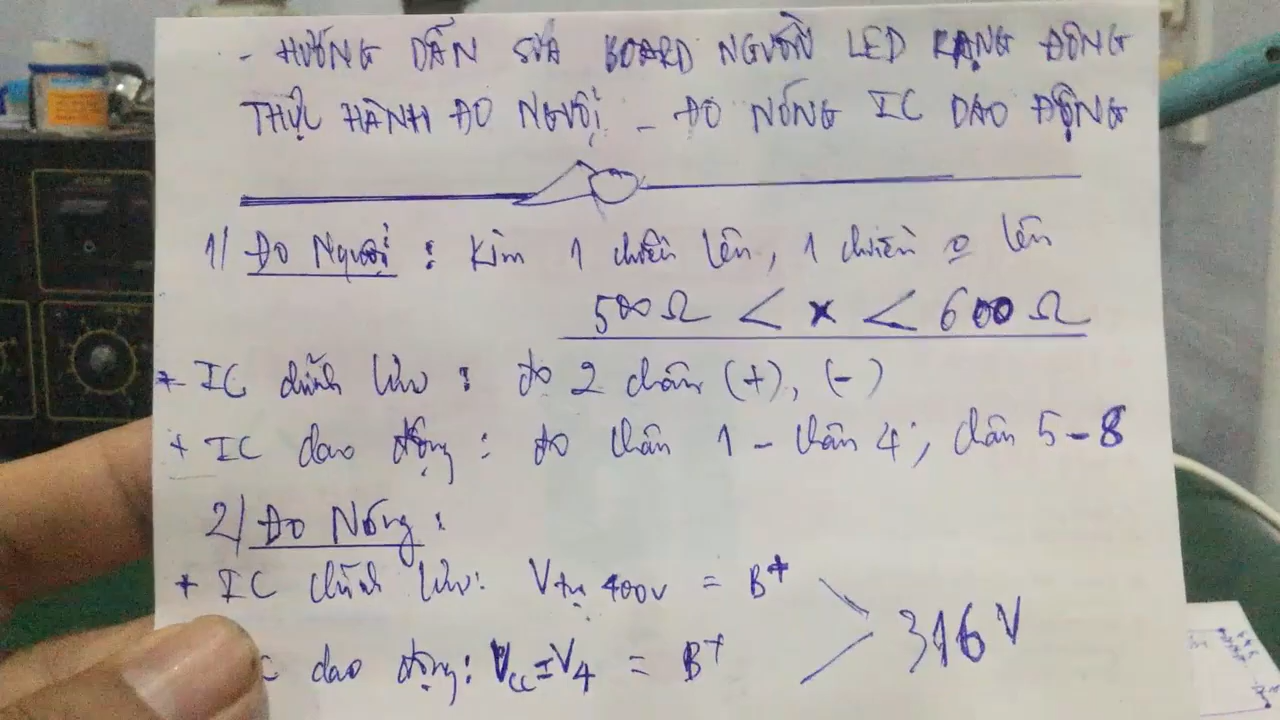 - HƯỚNG DẪN SỬA BOARD NGUỒN LED RẠNG ĐÔNG
THỰC HÀNH ĐO NGUỘI - ĐO NÓNG IC DAO ĐỘNG
1/ Đo Nguội : Kim 1 chiều lên, 1 chiều o lên
500Ω < x < 600Ω
+ IC chỉnh lưu : đo 2 chân (+), (-)
+ IC dao động : đo chân 1 - chân 4 ; chân 5-8
2/ Đo Nóng :
+ IC chỉnh lưu: V tụ 400v = B+
316 V
C dao động: Vcc = V4 = B+